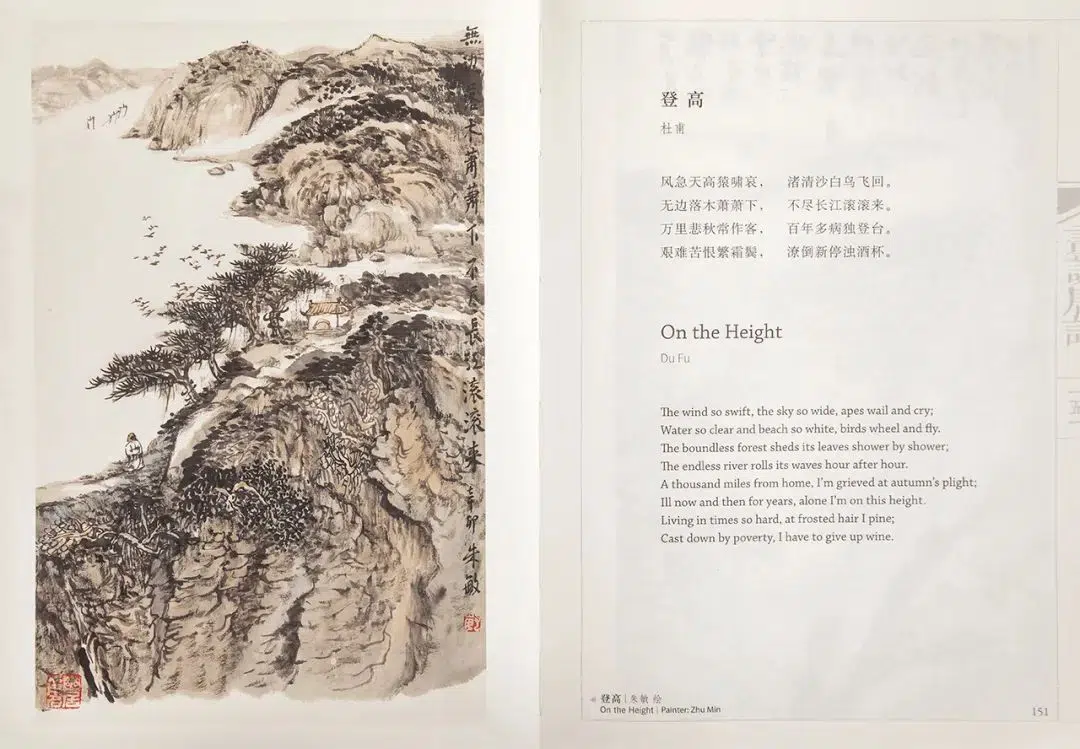 無木蕭蕭下不長江滚滚来辛卯朱敏
登高
杜甫
风急天高猿啸哀， 渚清沙白鸟飞回。
无边落木萧萧下， 不尽长江滚滚来。
万里悲秋常作客， 百年多病独登台。
艰难苦恨繁霜鬓， 潦倒新停浊酒杯。
On the Height
Du Fu
The wind so swift, the sky so wide, apes wail and cry;
Water so clear and beach so white, birds wheel and fly.
The boundless forest sheds its leaves shower by shower;
The endless river rolls its waves hour after hour.
A thousand miles from home, I'm grieved at autumn's plight;
Ill now and then for years, alone I'm on this height.
Living in times so hard, at frosted hair I pine;
Cast down by poverty, I have to give up wine.
登高 | 朱敏 绘
On the Height | Painter: Zhu Min
151